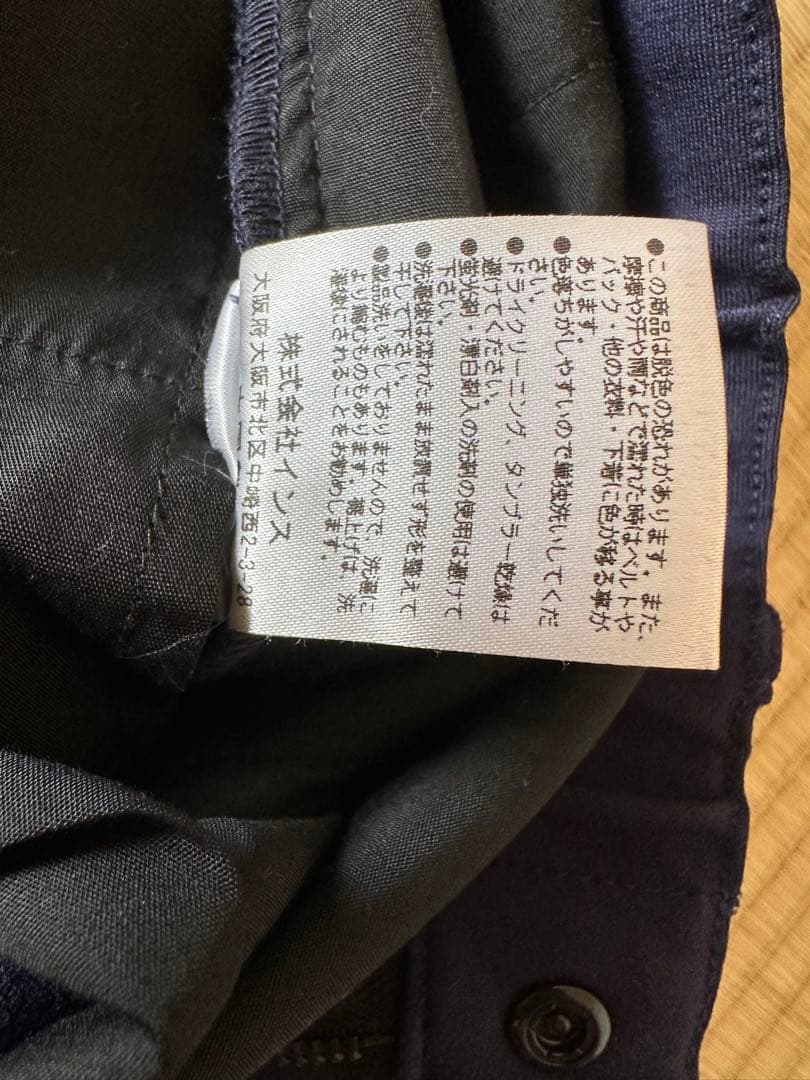 ●この商品は脱色の恐れがあります。また、
摩擦や汗や雨などで濡れた時はベルトや
バック・他の衣料・下着に色が移る事が
あります。
●色落ちがしやすいので単独洗いしてくだ
さい。
●ドライクリーニング、タンブラー乾燥は
避けてください。
●蛍光剤・漂白剤入の洗剤の使用は避けて
下さい。
●洗濯後は濡れたまま放置せず形を整えて
干して下さい。
●製品洗いをしておりませんので、洗濯に
より縮むものもあります。裾上げは、洗
濯後にされることをお勧めします。
株式会社インス
大阪府大阪市北区中崎西2-3-28